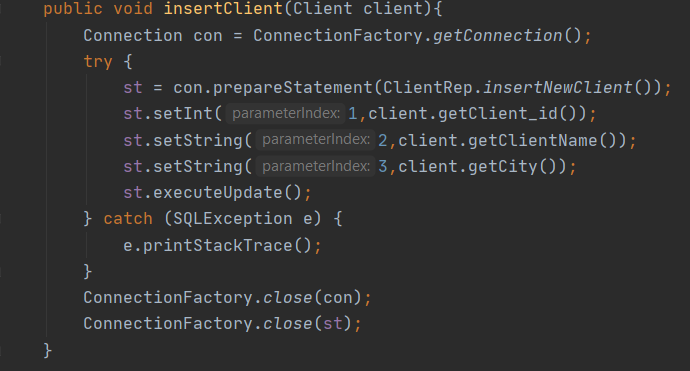 public void insertClient(Client client){
Connection con = ConnectionFactory.getConnection();
try {
st = con.prepareStatement(ClientRep.insertNewClient());
st.setInt( parameterIndex: 1,client.getClient_id());
st.setString( parameterIndex: 2,client.getClientName());
st.setString( parameterIndex: 3,client.getCity());
st.executeUpdate();
} catch (SQLException e) {
e.printStackTrace();
}
ConnectionFactory.close(con);
ConnectionFactory.close(st);
}